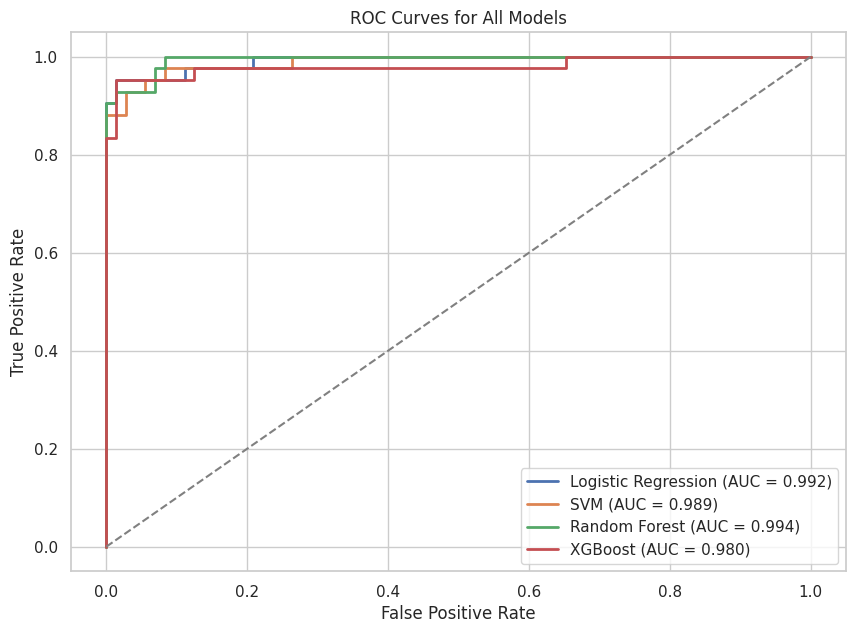 ROC Curves for All Models
True Positive Rate
1.0
0.8
0.6
0.4
0.2
0.0
Logistic Regression (AUC = 0.992)
SVM (AUC = 0.989)
Random Forest (AUC = 0.994)
XGBoost (AUC = 0.980)
0.0 0.2 0.4 0.6 0.8 1.0
False Positive Rate